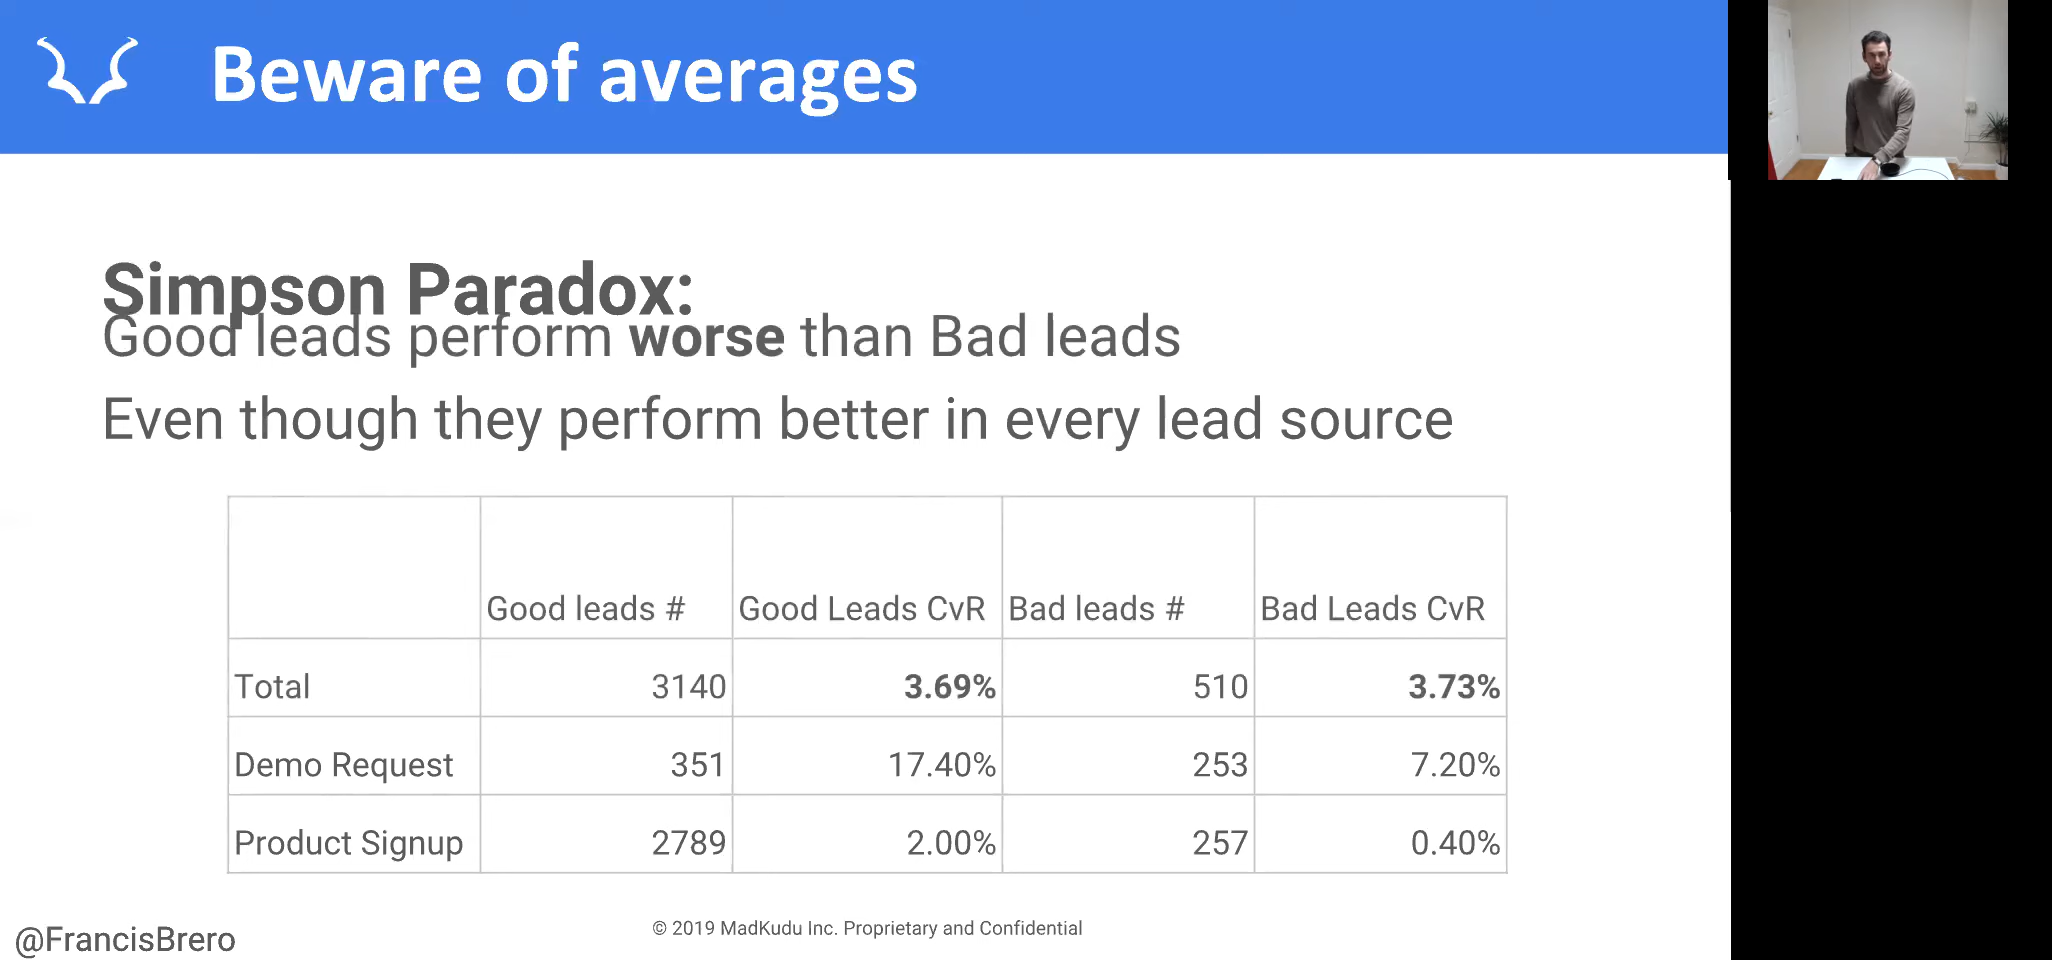 Beware of averages
Simpson Paradox:
Good leads perform worse than Bad leads
Even though they perform better in every lead source
Good leads # Good Leads CvR Bad leads # Bad Leads CvR
Total 3140 3.69% 510 3.73%
Demo Request 351 17.40% 253 7.20%
Product Signup 2789 2.00% 257 0.40%
@FrancisBrero
© 2019 MadKudu Inc. Proprietary and Confidential